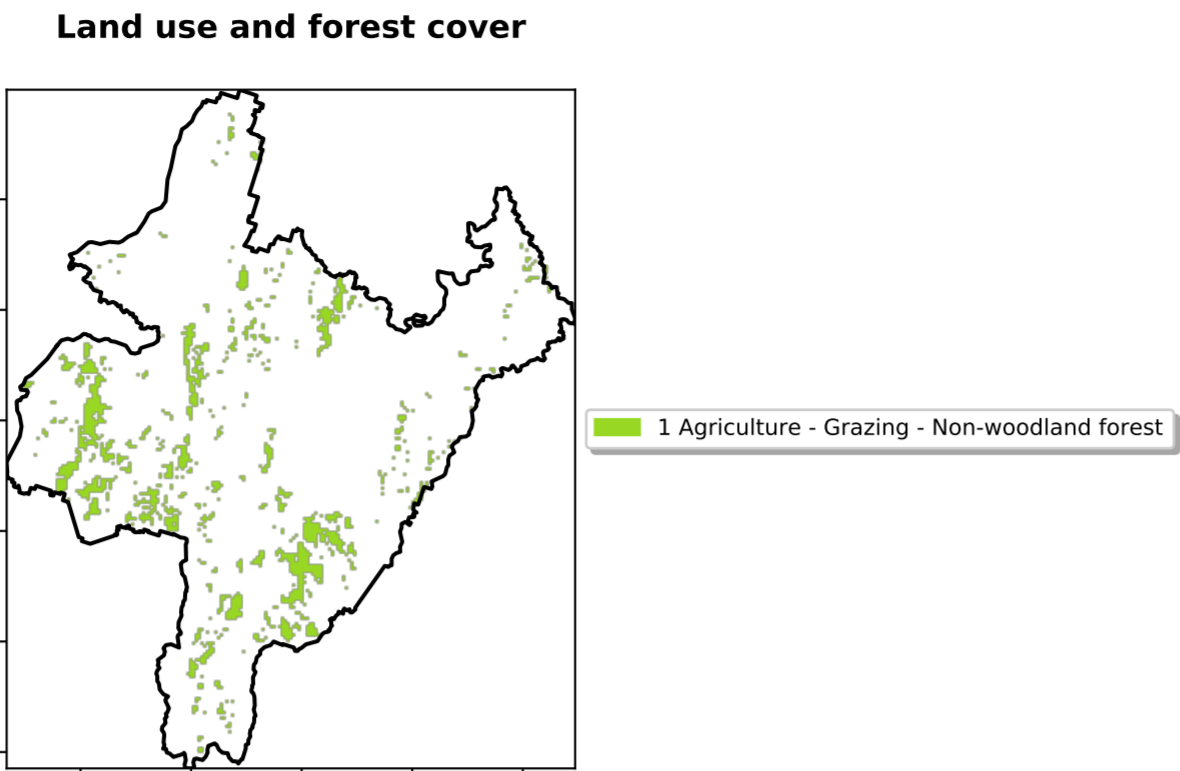 Land use and forest cover
1 Agriculture - Grazing - Non-woodland forest